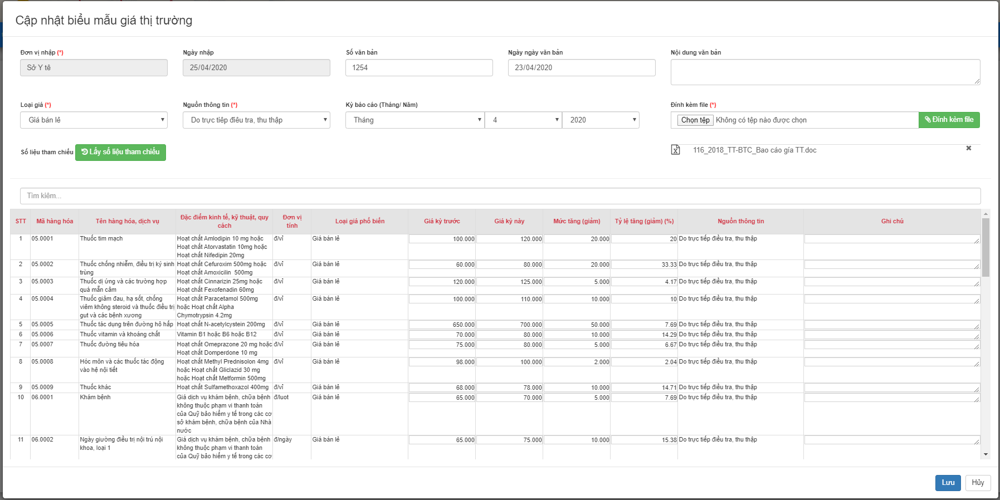 Cập nhật biểu mẫu giá thị trường
Đơn vị nhập (*)
Ngày nhập
Số văn bản
Ngày ngày văn bản
Nội dung văn bản
Sở Y tế
25/04/2020
1254
23/04/2020
Loại giá (*)
Nguồn thông tin (*)
Kỳ báo cáo (Tháng/ Năm)
Đính kèm file (*)
Giá bán lẻ
Do trực tiếp điều tra, thu thập
Tháng
4
2020
Chọn tệp Không có tệp nào được chọn
Đính kèm file
Số liệu tham chiếu
Lấy số liệu tham chiếu
116_2018_TT-BTC_Bao cáo gía TT.doc
Tìm kiếm...
STT
Mã hàng hóa
Tên hàng hóa, dịch vụ
Đặc điểm kinh tế, kỹ thuật, quy
cách
Đơn vị
tính
Loại giá phổ biến
Giá kỳ trước
Giá kỳ này
Mức tăng (giảm)
Tỷ lệ tăng (giảm) (%)
Nguồn thông tin
Ghi chú
1 05.0001 Thuốc tim mạch Hoạt chất Amlodipin 10 mg hoặc đ/vỉ Giá bán lẻ 100.000 120.000 20.000 20 Do trực tiếp điều tra, thu thập
Hoạt chất Atorvastatin 10mg hoặc
Hoạt chất Nifedipin 20mg
2 05.0002 Thuốc chống nhiễm, điều trị ký sinh Hoạt chất Cefuroxim 500mg hoặc đ/vỉ Giá bán lẻ 60.000 80.000 20.000 33.33 Do trực tiếp điều tra, thu thập
trùng Hoạt chất Amoxicilin 500mg
3 05.0003 Thuốc dị ứng và các trường hợp Hoạt chất Cinnarizin 25mg hoặc đ/vỉ Giá bán lẻ 120.000 125.000 5.000 4.17 Do trực tiếp điều tra, thu thập
quá mẫn cảm Hoạt chất Fexofenadin 60mg
4 05.0004 Thuốc giảm đau, hạ sốt, chống Hoạt chất Paracetamol 500mg đ/vỉ Giá bán lẻ 100.000 110.000 10.000 10 Do trực tiếp điều tra, thu thập
viêm không steroid và thuốc điều trị hoặc Hoạt chất Alpha
gut và các bệnh xương Chymotrypsin 4.2mg
5 05.0005 Thuốc tác dụng trên đường hô hấp Hoạt chất N-acetylcystein 200mg đ/vỉ Giá bán lẻ 650.000 700.000 50.000 7.69 Do trực tiếp điều tra, thu thập
6 05.0006 Thuốc vitamin và khoáng chất Vitamin B1 hoặc B6 hoặc B12 đ/vỉ Giá bán lẻ 70.000 80.000 10.000 14.29 Do trực tiếp điều tra, thu thập
7 05.0007 Thuốc đường tiêu hóa Hoạt chất Omeprazone 20 mg hoặc đ/vỉ Giá bán lẻ 75.000 80.000 5.000 6.67 Do trực tiếp điều tra, thu thập
Hoạt chất Domperdone 10 mg
8 05.0008 Hóc môn và các thuốc tác động Hoạt chất Methyl Prednisolon 4mg đ/vỉ Giá bán lẻ 98.000 100.000 2.000 2.04 Do trực tiếp điều tra, thu thập
vào hệ nội tiết hoặc Hoạt chất Gliclazid 30 mg
hoặc Hoạt chất Metformin 500mg
9 05.0009 Thuốc khác Hoạt chất Sulfamethoxazol 400mg đ/vỉ Giá bán lẻ 68.000 78.000 10.000 14.71 Do trực tiếp điều tra, thu thập
10 06.0001 Khám bệnh Giá dịch vụ khám bệnh, chữa bệnh đ/luot Giá bán lẻ 65.000 70.000 5.000 7.69 Do trực tiếp điều tra, thu thập
không thuộc phạm vi thanh toán
của Quỹ bảo hiểm y tế trong các cơ
sở khám bệnh, chữa bệnh của Nhà
nước
11 06.0002 Ngày giường điều trị nội trú nội Giá dịch vụ khám bệnh, chữa bệnh đ/ngày Giá bán lẻ 65.000 75.000 10.000 15.38 Do trực tiếp điều tra, thu thập
khoa, loại 1 không thuộc phạm vi thanh toán
của Quỹ bảo hiểm y tế trong các cơ
Lưu
Hủy